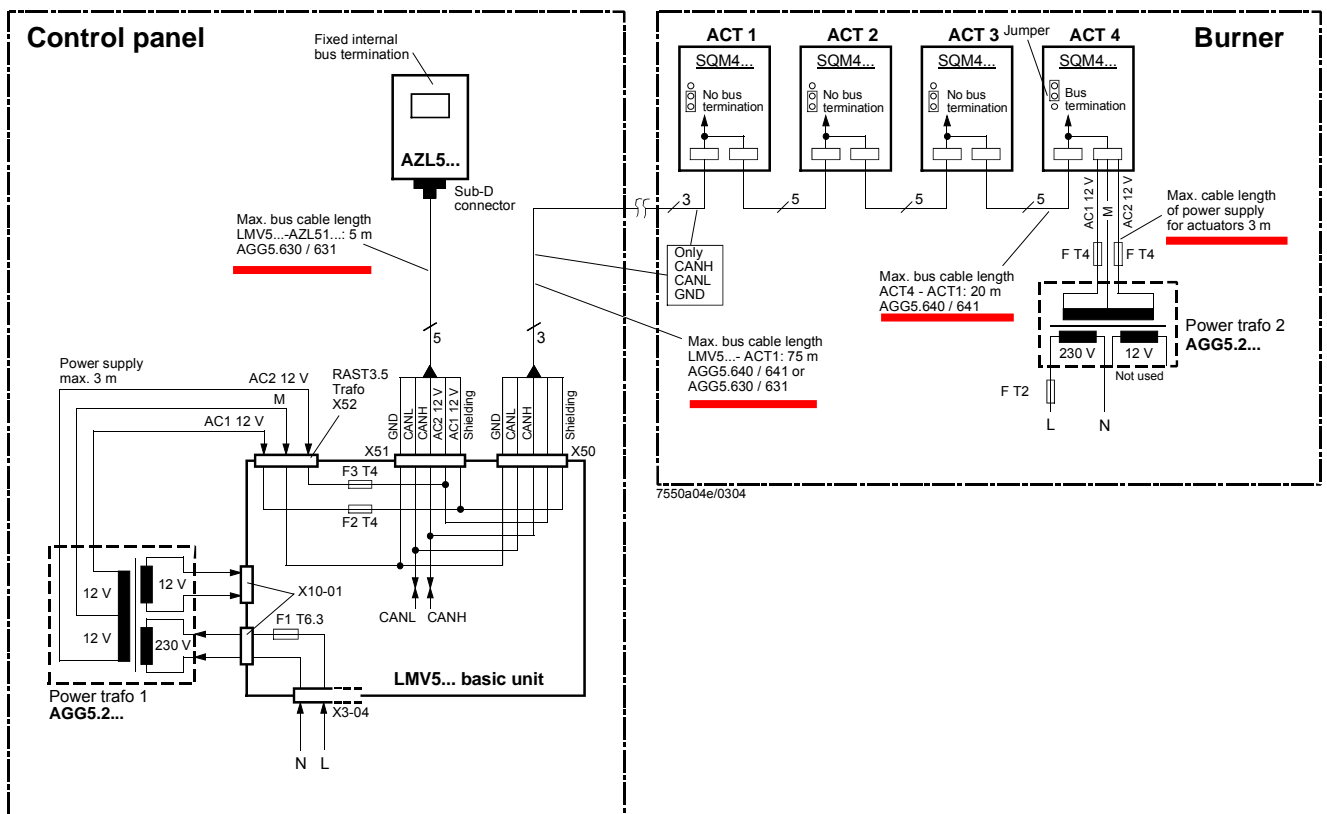 Control panel
Fixed internal
bus termination
AZL5...
Sub-D
connector
Max. bus cable length
LMV5...-AZL51...: 5 m
AGG5.630 / 631
5
3
Power supply
max. 3 m
AC2 12 V
M
AC1 12 V
RAST3.5
Trafo
X52
GND
CANL
CANH
AC2 12 V
AC1 12 V
Shielding
GND
CANL
CANH
Shielding
X51
X50
F3 T4
F2 T4
12 V
12 V
12 V
230 V
X10-01
F1 T6.3
CANL
CANH
LMV5... basic unit
Power trafo 1
AGG5.2...
X3-04
N
L
Burner
ACT 1
ACT 2
ACT 3
Jumper
ACT 4
SQM4...
SQM4...
SQM4...
SQM4...
No bus
termination
No bus
termination
No bus
termination
Bus
termination
3
5
5
5
Only
CANH
CANL
GND
AC1 12 V
M
AC2 12 V
Max. cable length
of power supply
for actuators 3 m
F T4
F T4
Max. bus cable length
ACT4 - ACT1: 20 m
AGG5.640 / 641
Max. bus cable length
LMV5...- ACT1: 75 m
AGG5.640 / 641 or
AGG5.630 / 631
230 V
12 V
Not used
Power trafo 2
AGG5.2...
F T2
L
N
7550a04e/0304